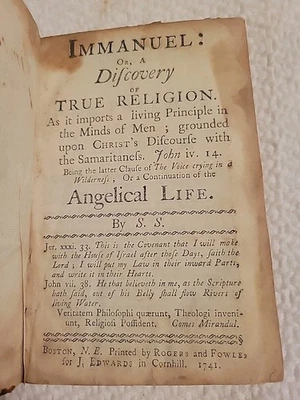 IMMANUEL:
OR, A
Diſcovery
OF
TRUE RELIGION.
As it imports a living Principle in
the Minds of Men ; grounded
upon CHRIST's Diſcourſe with
the Samaritaneſs. John iv. 14.
Being the latter Clauſe of The Voice crying in a
Wilderneſs ; Or a Continuation of the
Angelical LIFE.
By S. S.
Jer. xxxi. 33. This is the Covenant that I will make
with the Houſe of Iſrael after thoſe Days, ſaith the
Lord ; I will put my Law in their inward Parts,
and write it in their Hearts.
John vii. 38. He that believeth in me, as the Scripture
hath ſaid, out of his Belly ſhall flow Rivers of
living Water.
Veritatem Philoſophi quærunt, Theologi inveni-
unt, Religioſi Poſſident. Comes Mirandul.
BOSTON, N. E. Printed by ROGERS and FOWLE
for J. EDWARDS in Cornhill. 1741.